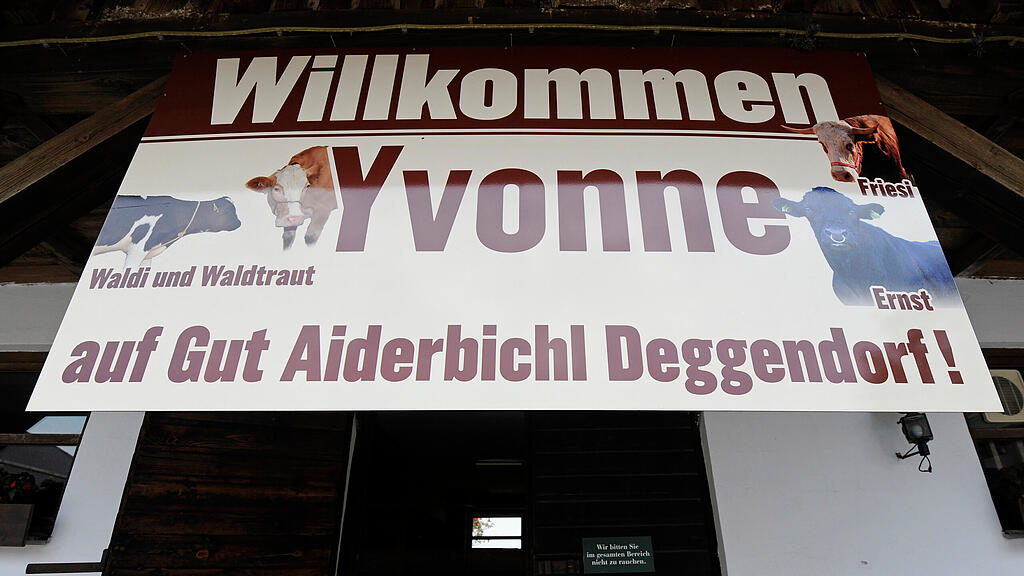 Willkommen
Yvonne
Friesi
Waldi und Waldtraut
Ernst
auf Gut Aiderbichl Deggendorf!
Wir bitten Sie
im gesamten Bereich
nicht zu rauchen.